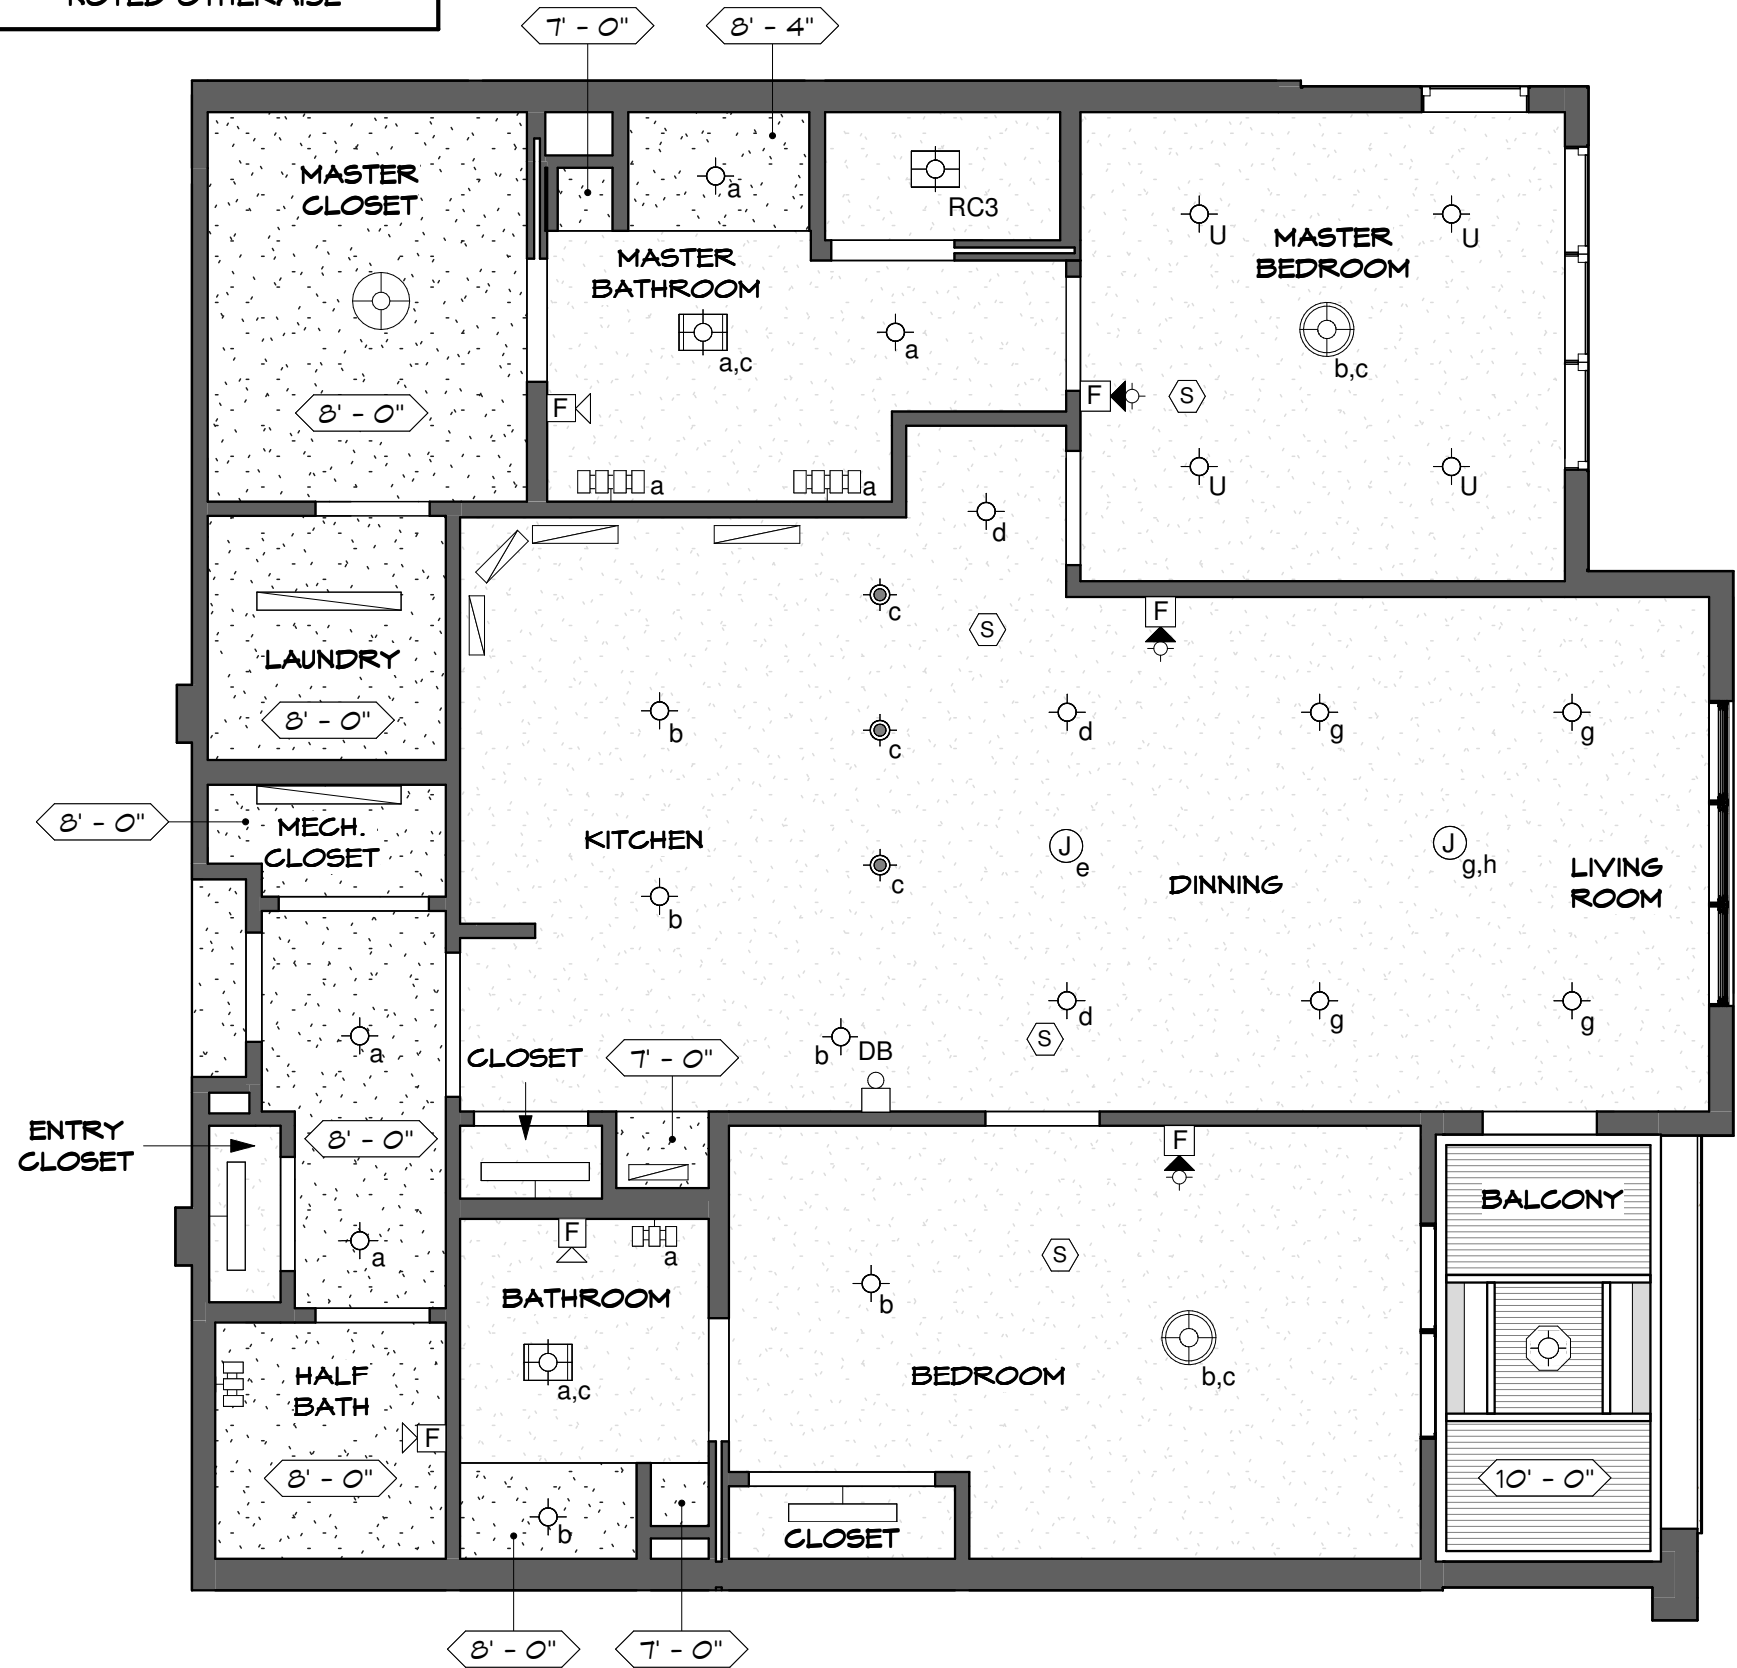 NOTED OTHERWISE
7' - 0"
8' - 4"
MASTER
CLOSET
a
RC3
U
U
MASTER
BEDROOM
MASTER
BATHROOM
a,c
a
b,c
8' - 0"
F
F
S
a
a
U
U
d
c
S
F
LAUNDRY
8' - 0"
b
c
d
g
g
8' - 0"
MECH.
CLOSET
KITCHEN
J
e
J
g,h
c
DINNING
LIVING
ROOM
b
d
g
g
a
CLOSET
7' - 0"
b
DB
S
ENTRY
CLOSET
8' - 0"
F
BALCONY
F
a
a
S
BATHROOM
b
HALF
BATH
a,c
BEDROOM
b,c
F
8' - 0"
10' - 0"
b
CLOSET
8' - 0"
7' - 0"